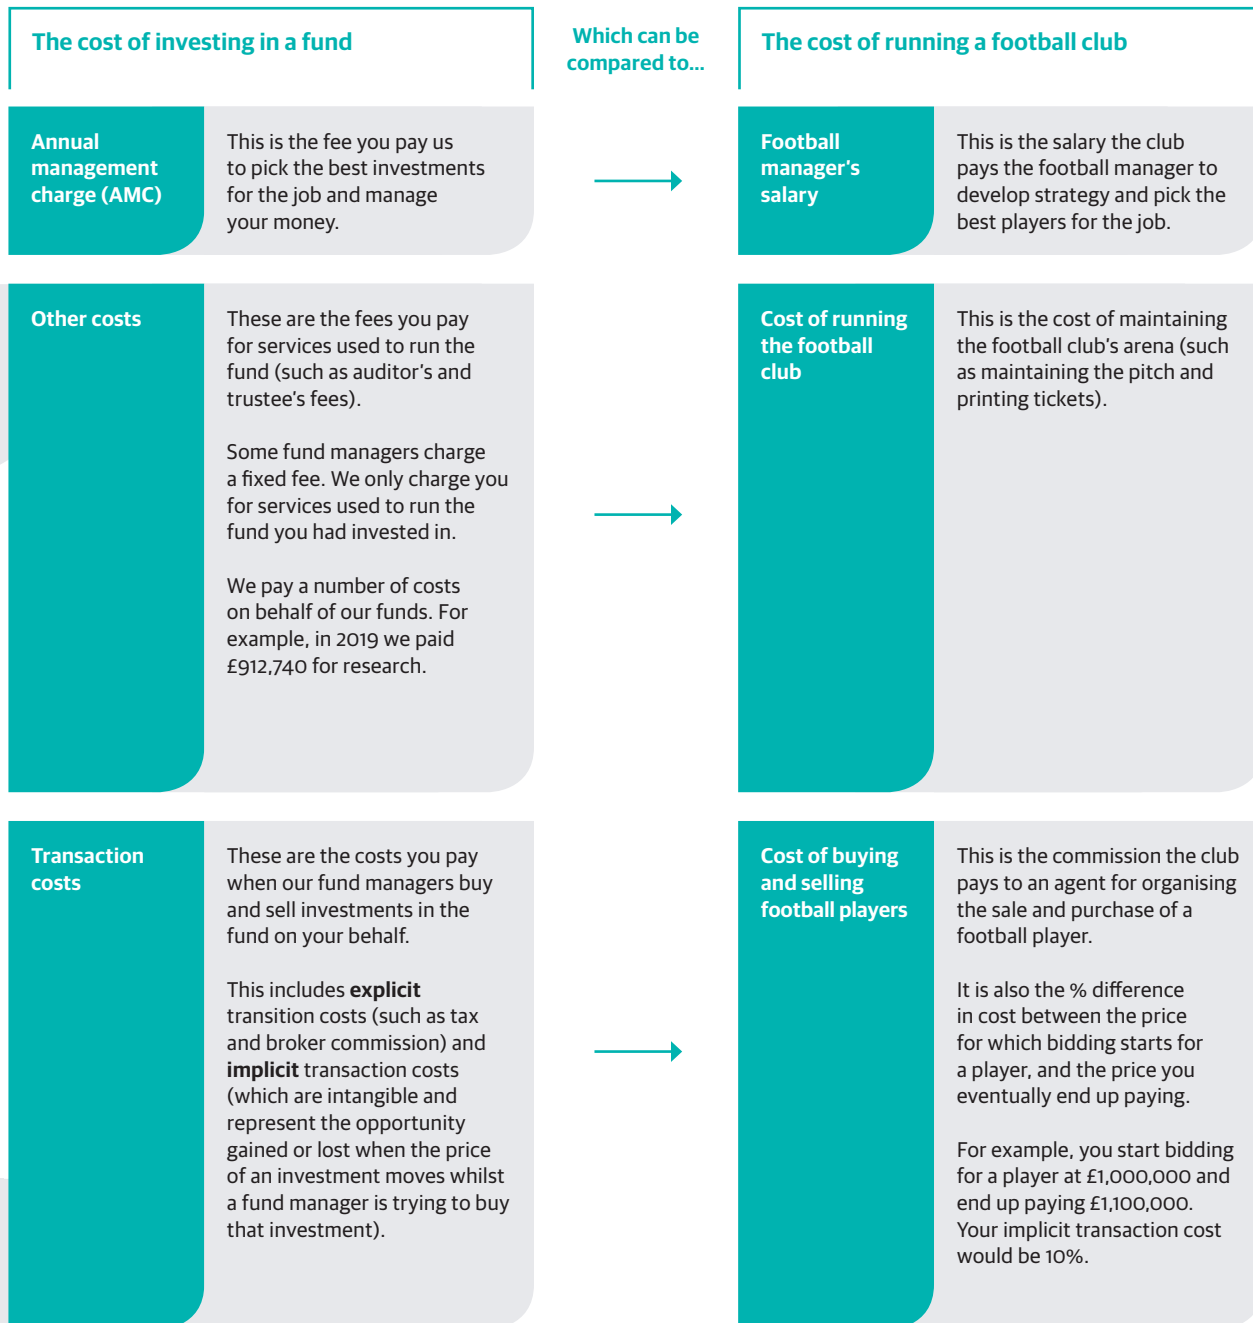 The cost of investing in a fund
Which can be
compared to...
The cost of running a football club
Annual
management
charge (AMC)
This is the fee you pay us
to pick the best investments
for the job and manage
your money.
Football
manager's
salary
This is the salary the club
pays the football manager to
develop strategy and pick the
best players for the job.
Other costs
These are the fees you pay
for services used to run the
fund (such as auditor's and
trustee's fees).
Some fund managers charge
a fixed fee. We only charge you
for services used to run the
fund you had invested in.
We pay a number of costs
on behalf of our funds. For
example, in 2019 we paid
£912,740 for research.
Cost of running
the football
club
This is the cost of maintaining
the football club's arena (such
as maintaining the pitch and
printing tickets).
Transaction
costs
These are the costs you pay
when our fund managers buy
and sell investments in the
fund on your behalf.
This includes explicit
transition costs (such as tax
and broker commission) and
implicit transaction costs
(which are intangible and
represent the opportunity
gained or lost when the price
of an investment moves whilst
a fund manager is trying to buy
that investment).
Cost of buying
and selling
football players
This is the commission the club
pays to an agent for organising
the sale and purchase of a
football player.
It is also the % difference
in cost between the price
for which bidding starts for
a player, and the price you
eventually end up paying.
For example, you start bidding
for a player at £1,000,000 and
end up paying £1,100,000.
Your implicit transaction cost
would be 10%.